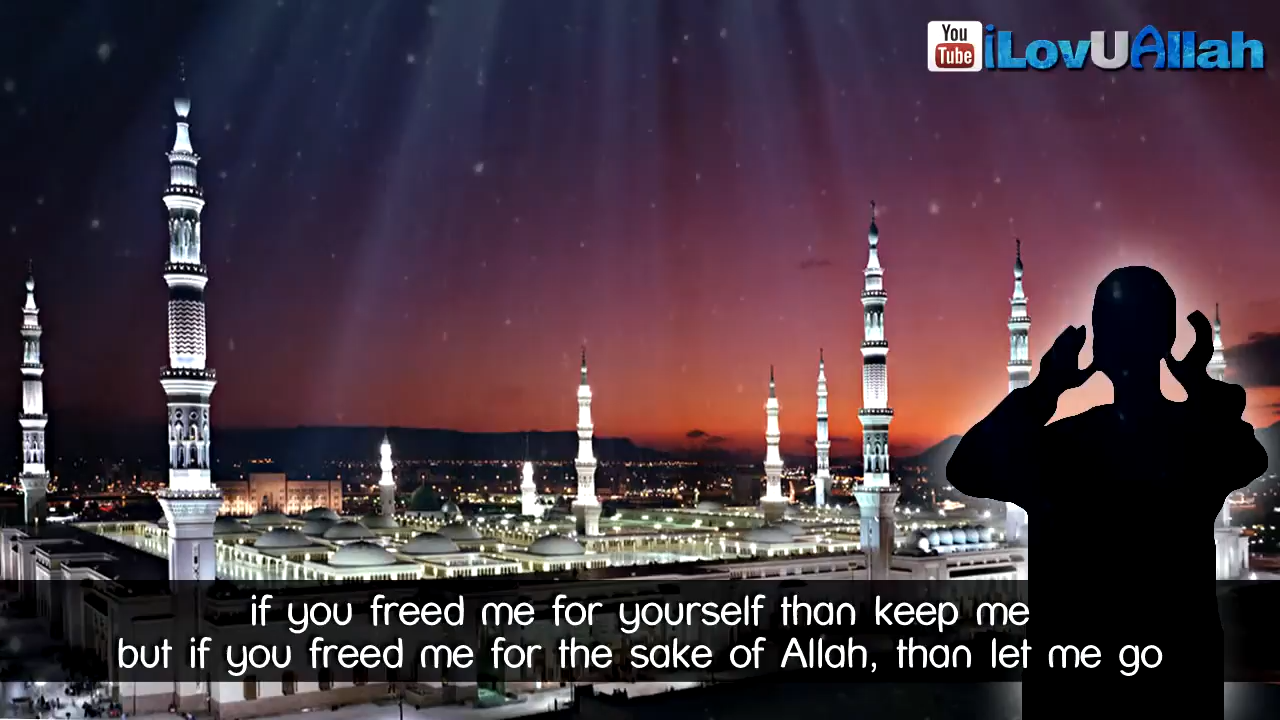 You
Tube iLovUAllah
if you freed me for yourself than keep me
but if you freed me for the sake of Allah, than let me go